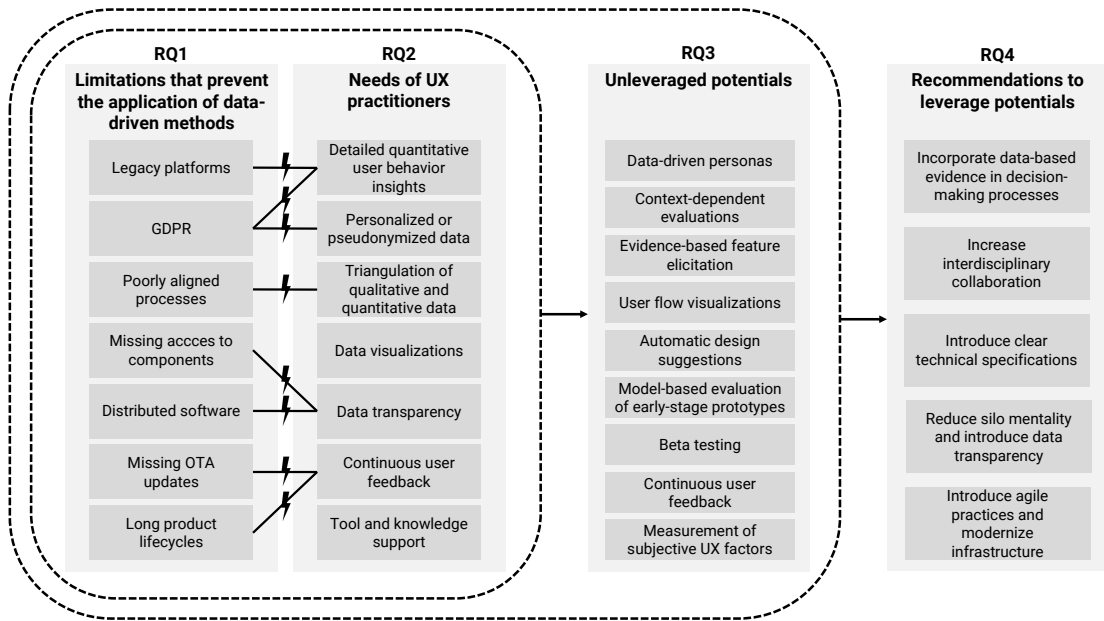 RQ1
Limitations that prevent
the application of data-
driven methods
Legacy platforms
GDPR
Poorly aligned
processes
Missing accces to
components
Distributed software
Missing OTA
updates
Long product
lifecycles
RQ2
Needs of UX
practitioners
Detailed quantitative
user behavior
insights
Personalized or
pseudonymized data
Triangulation of
qualitative and
quantitative data
Data visualizations
Data transparency
Continuous user
feedback
Tool and knowledge
support
RQ3
Unleveraged potentials
Data-driven personas
Context-dependent
evaluations
Evidence-based feature
elicitation
User flow visualizations
Automatic design
suggestions
Model-based evaluation
of early-stage prototypes
Beta testing
Continuous user
feedback
Measurement of
subjective UX factors
RQ4
Recommendations to
leverage potentials
Incorporate data-based
evidence in decision-
making processes
Increase
interdisciplinary
collaboration
Introduce clear
technical specifications
Reduce silo mentality
and introduce data
transparency
Introduce agile
practices and
modernize
infrastructure